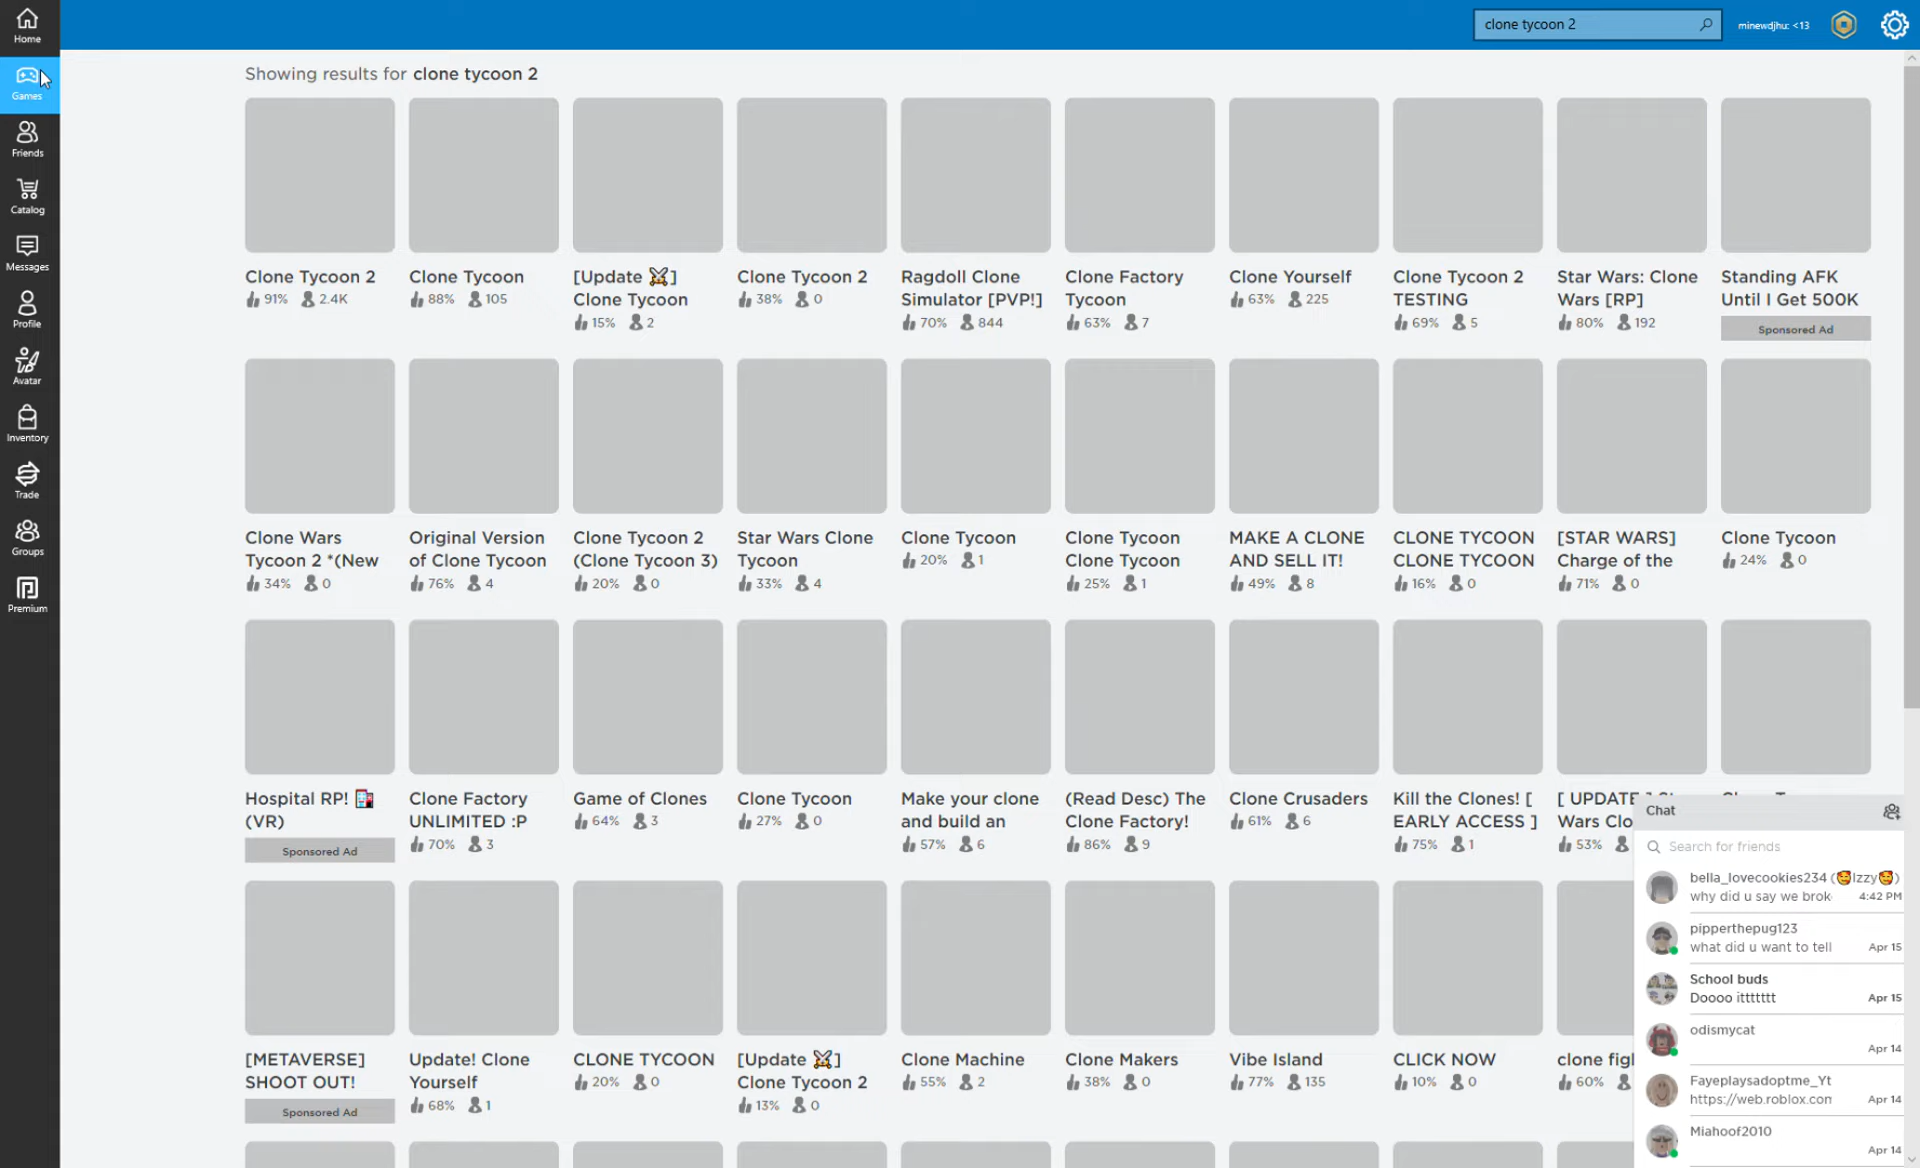 Home
clone tycoon 2
minewdjhu: <13
Games
Friends
Catalog
Messages
Profile
Avatar
Inventory
Trade
Groups
Premium
Showing results for clone tycoon 2
Clone Tycoon 2
91% 2.4K
Clone Tycoon
88% 105
[Update ⚔️]
Clone Tycoon
15% 2
Clone Tycoon 2
38% 0
Ragdoll Clone
Simulator [PVP!]
70% 844
Clone Factory
Tycoon
63% 7
Clone Yourself
63% 225
Clone Tycoon 2
TESTING
69% 5
Star Wars: Clone
Wars [RP]
80% 192
Standing AFK
Until I Get 500K
Sponsored Ad
Clone Wars
Tycoon 2 *(New
34% 0
Original Version
of Clone Tycoon
76% 4
Clone Tycoon 2
(Clone Tycoon 3)
20% 0
Star Wars Clone
Tycoon
33% 4
Clone Tycoon
20% 1
Clone Tycoon
Clone Tycoon
25% 1
MAKE A CLONE
AND SELL IT!
49% 8
CLONE TYCOON
CLONE TYCOON
16% 0
[STAR WARS]
Charge of the
71% 0
Clone Tycoon
24% 0
Hospital RP! 🏥
(VR)
Sponsored Ad
Clone Factory
UNLIMITED :P
70% 3
Game of Clones
64% 3
Clone Tycoon
27% 0
Make your clone
and build an
57% 6
(Read Desc) The
Clone Factory!
86% 9
Clone Crusaders
61% 6
Kill the Clones! [
EARLY ACCESS ]
75% 1
[ UPDATE ]
Wars Clo
53%
[METAVERSE]
SHOOT OUT!
Sponsored Ad
Update! Clone
Yourself
68% 1
CLONE TYCOON
20% 0
[Update ⚔️]
Clone Tycoon 2
13% 0
Clone Machine
55% 2
Clone Makers
38% 0
Vibe Island
77% 135
CLICK NOW
10% 0
clone figl
60%
Chat
Search for friends
bella_lovecookies234 (🥰Izzy🥰)
why did u say we brok 4:42 PM
pipperthepug123
what did u want to tell Apr 15
School buds
Doooo ittttttt Apr 15
odismycat
Apr 14
Fayeplaysadoptme_Yt
https://web.roblox.com Apr 14
Miahoof2010
Apr 14